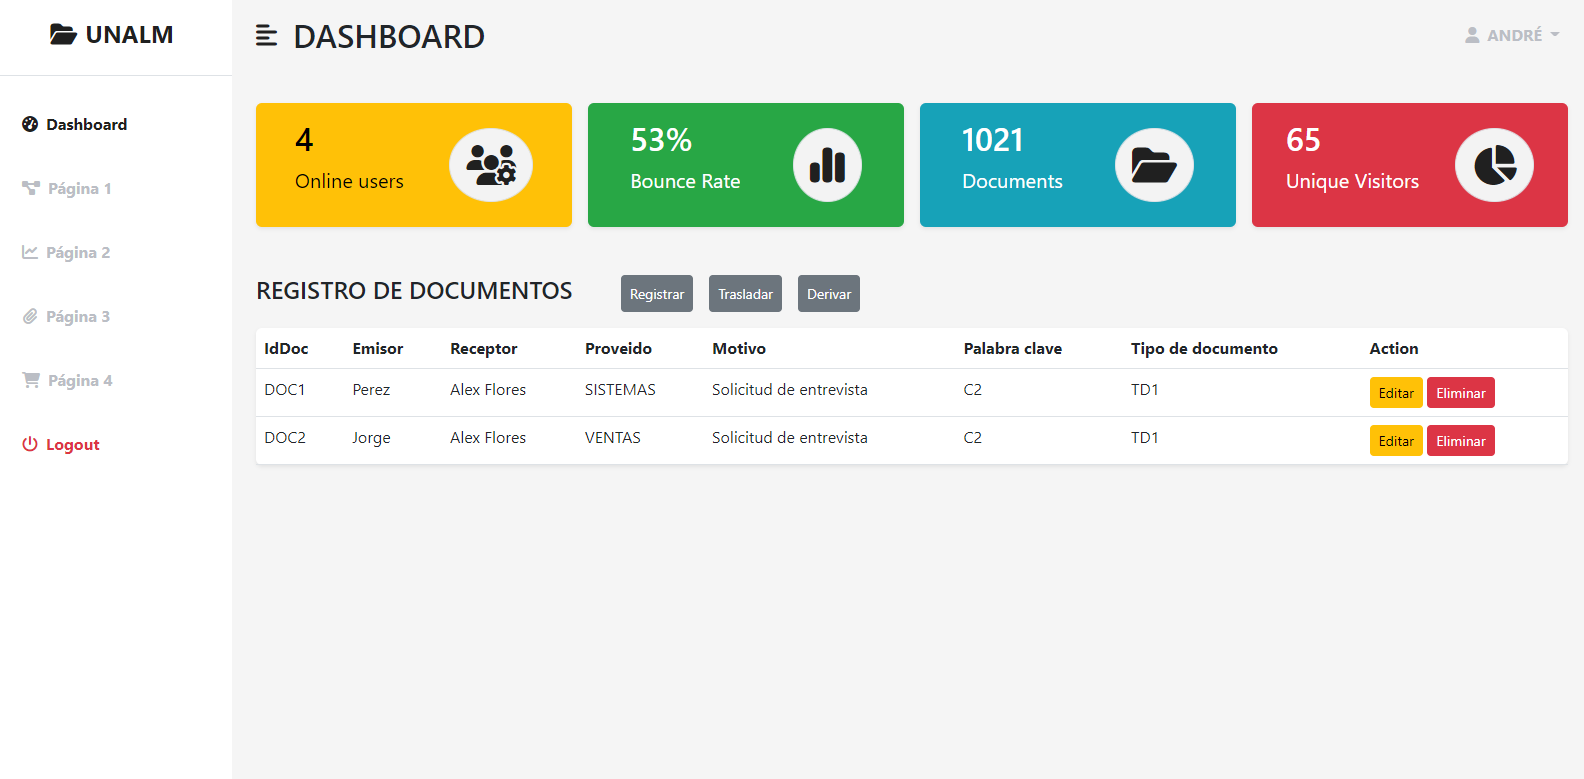 UNALM
Dashboard
Página 1
Página 2
Página 3
Página 4
Logout
DASHBOARD
ANDRÉ
4
Online users
53%
Bounce Rate
1021
Documents
65
Unique Visitors
REGISTRO DE DOCUMENTOS Registrar Trasladar Derivar
IdDoc Emisor Receptor Proveido Motivo Palabra clave Tipo de documento Action
DOC1 Perez Alex Flores SISTEMAS Solicitud de entrevista C2 TD1 Editar Eliminar
DOC2 Jorge Alex Flores VENTAS Solicitud de entrevista C2 TD1 Editar Eliminar